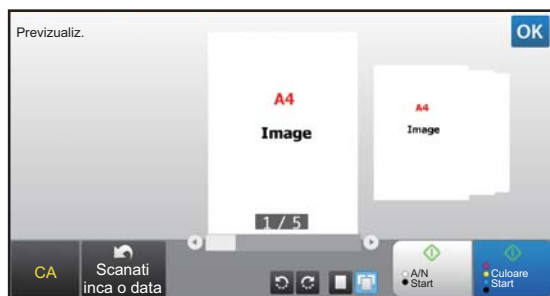 Previzualiz.
OK
A4
Image
A4
Image
1 / 5
CA
Scanati
inca o data
A/N
Start
Culoare
Start